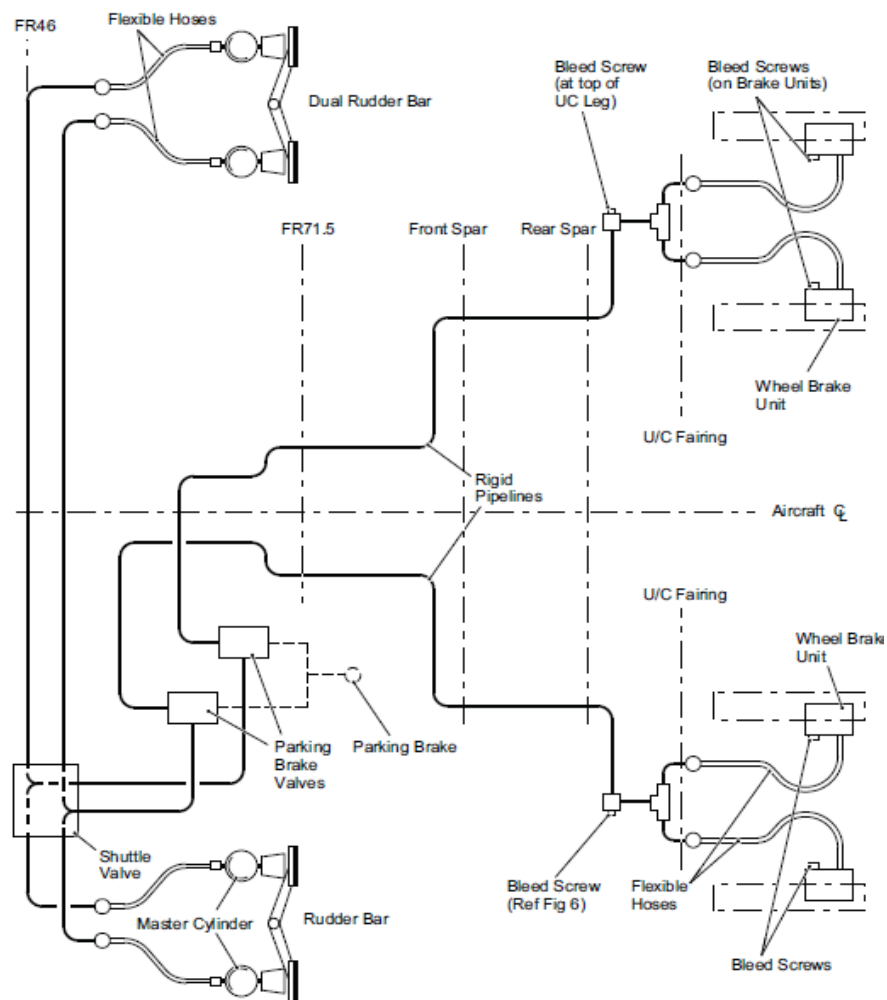 FR46
Flexible Hoses
Dual Rudder Bar
Bleed Screw
(at top of
UC Leg)
Bleed Screws
(on Brake Units)
FR71.5
Front Spar
Rear Spar
Wheel Brake
Unit
U/C Fairing
Rigid
Pipelines
Aircraft ℄
U/C Fairing
Wheel Brake
Unit
Parking
Brake
Valves
Parking Brake
Shuttle
Valve
Master Cylinder
Rudder Bar
Bleed Screw
(Ref Fig 6)
Flexible
Hoses
Bleed Screws